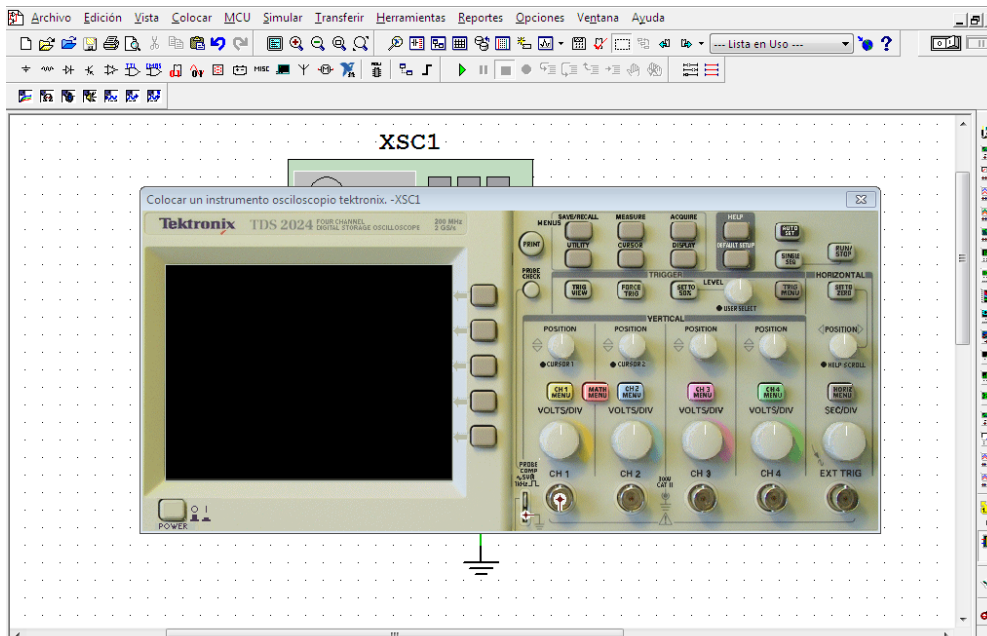 Archivo Edición Vista Colocar MCU Simular Transferir Herramientas Reportes Opciones Ventana Ayuda
--- Lista en Uso ---
MISC
XSC1
Colocar un instrumento osciloscopio tektronix. -XSC1
Tektronix TDS 2024 FOUR CHANNEL DIGITAL STORAGE OSCILLOSCOPE 200 MHz 2 GS/s
MENUS SAVE/RECALL MEASURE ACQUIRE HELP AUTO SET
PRINT UTILITY CURSOR DISPLAY DEFAULT SETUP SINGLE SEQ RUN/STOP
PROBE CHECK TRIGGER HORIZONTAL
TRIG VIEW FORCE TRIG SET TO 50% LEVEL TRIG MENU SET TO ZERO
USER SELECT
VERTICAL
POSITION POSITION POSITION POSITION POSITION
CURSOR 1 CURSOR 2 HELP SCROLL
CH 1 MENU MATH MENU CH 2 MENU CH 3 MENU CH 4 MENU HORIZ MENU
VOLTS/DIV VOLTS/DIV VOLTS/DIV VOLTS/DIV SEC/DIV
PROBE COMP ~5V@ 1kHz CH 1 CH 2 300V CAT II CH 3 CH 4 EXT TRIG
POWER